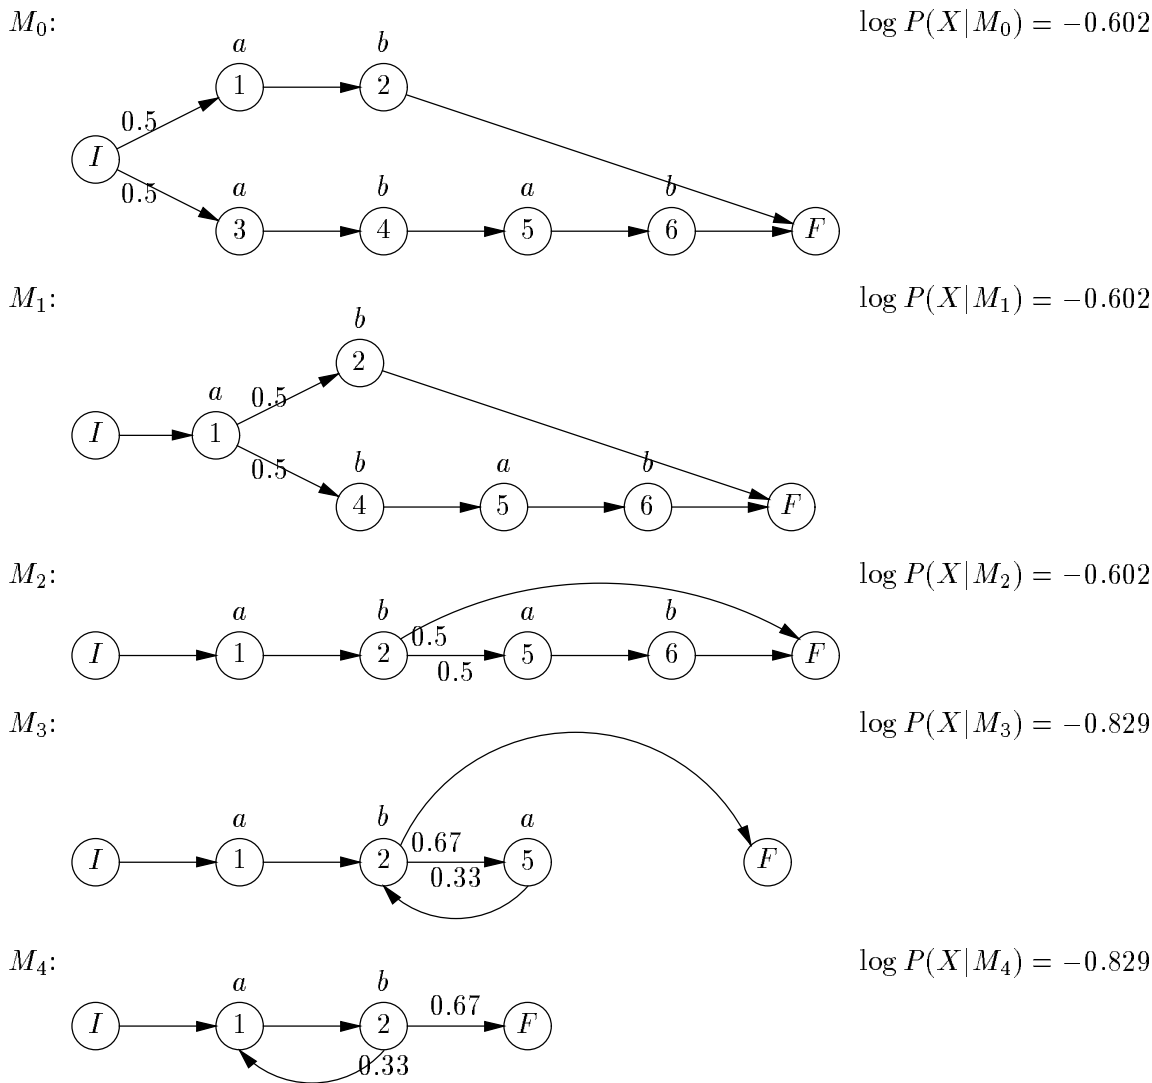 M₀: log P(X|M₀) = −0.602
a b
1 2
0.5
I
0.5
a b a b
3 4 5 6 F
M₁: log P(X|M₁) = −0.602
b
2
a 0.5
I 1
0.5 b a b
4 5 6 F
M₂: log P(X|M₂) = −0.602
a b a b
0.5
I 1 2 5 6 F
0.5
M₃: log P(X|M₃) = −0.829
a b a
0.67
I 1 2 5 F
0.33
M₄: log P(X|M₄) = −0.829
a b
0.67
I 1 2 F
0.33